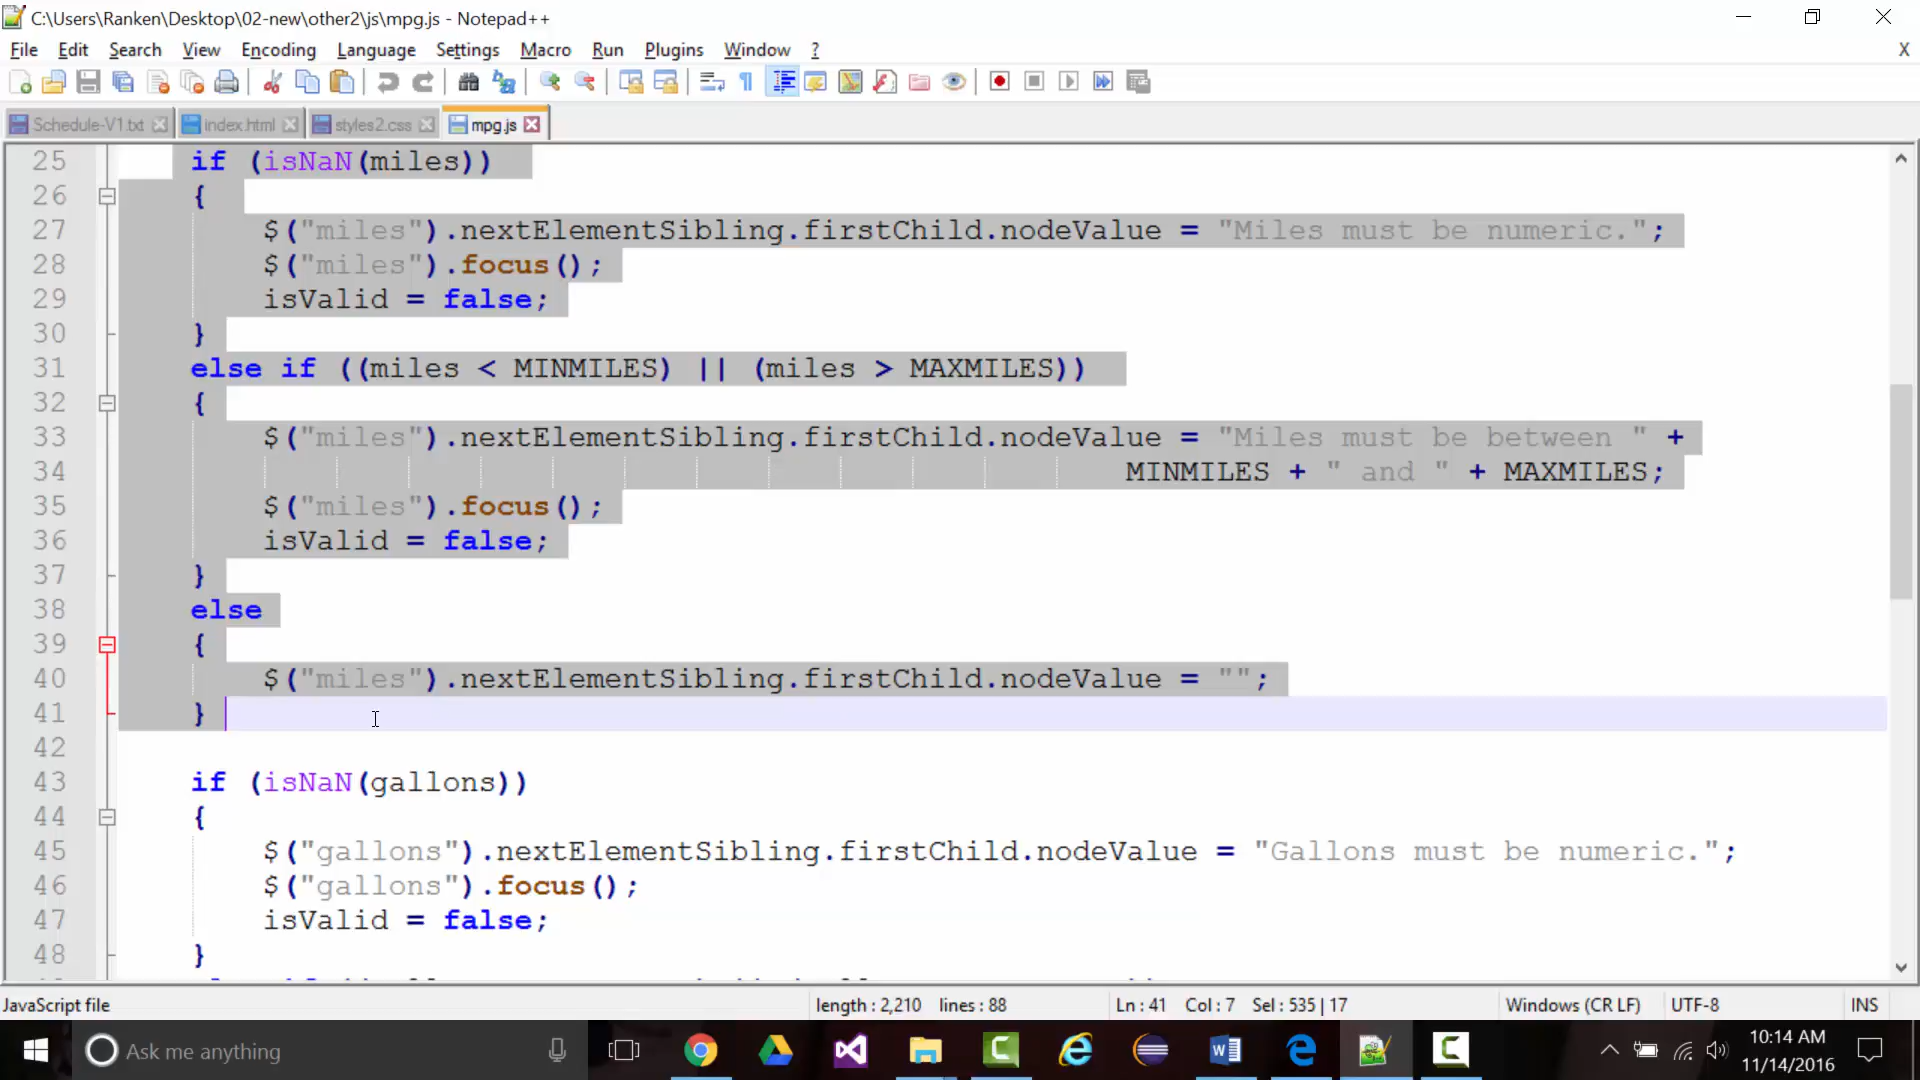 C:\Users\Ranken\Desktop\02-new\other2\js\mpg.js - Notepad++
File Edit Search View Encoding Language Settings Macro Run Plugins Window ? X
Schedule-V1.txt index.html styles2.css mpg.js
25 if (isNaN(miles))
26 {
27 $("miles").nextElementSibling.firstChild.nodeValue = "Miles must be numeric.";
28 $("miles").focus();
29 isValid = false;
30 }
31 else if ((miles < MINMILES) || (miles > MAXMILES))
32 {
33 $("miles").nextElementSibling.firstChild.nodeValue = "Miles must be between " +
34 MINMILES + " and " + MAXMILES;
35 $("miles").focus();
36 isValid = false;
37 }
38 else
39 {
40 $("miles").nextElementSibling.firstChild.nodeValue = "";
41 }
42
43 if (isNaN(gallons))
44 {
45 $("gallons").nextElementSibling.firstChild.nodeValue = "Gallons must be numeric.";
46 $("gallons").focus();
47 isValid = false;
48 }
JavaScript file length : 2,210 lines : 88 Ln : 41 Col : 7 Sel : 535 | 17 Windows (CR LF) UTF-8 INS
Ask me anything
10:14 AM
11/14/2016